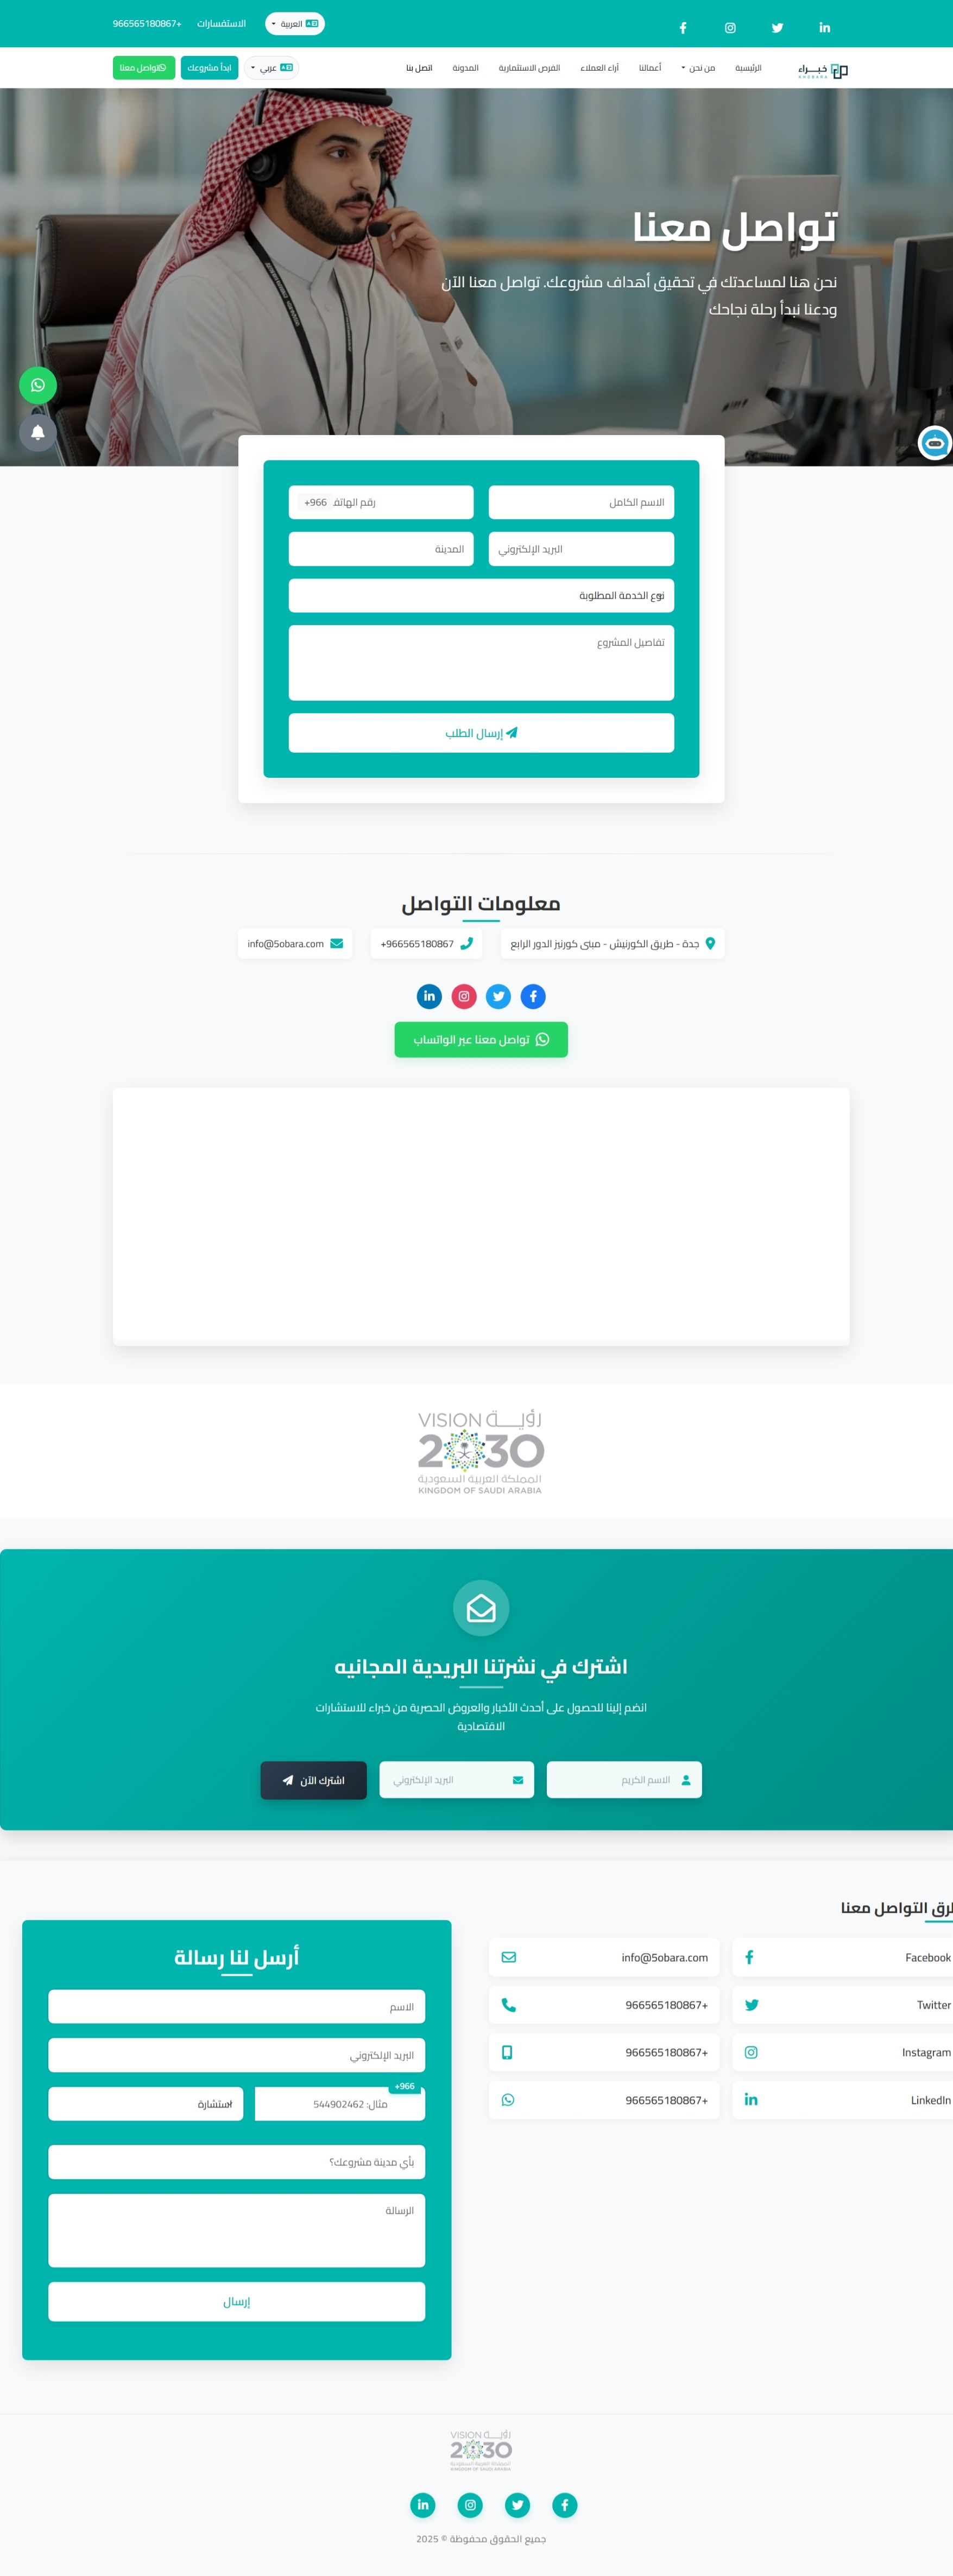 العربية
الاستفسارات
+966565180867
خبــراء
KHOBARA
الرئيسية
من نحن
أعمالنا
آراء العملاء
الفرص الاستثمارية
المدونة
اتصل بنا
عربي
ابدأ مشروعك
تواصل معنا
تواصل معنا
نحن هنا لمساعدتك في تحقيق أهداف مشروعك. تواصل معنا الآن
ودعنا نبدأ رحلة نجاحك
الاسم الكامل
رقم الهاتف
+966
البريد الإلكتروني
المدينة
نوع الخدمة المطلوبة
تفاصيل المشروع
إرسال الطلب
معلومات التواصل
جدة - طريق الكورنيش - مبنى كورنيز الدور الرابع
+966565180867
info@5obara.com
تواصل معنا عبر الواتساب
VISION رؤيــة
2030
المملكة العربية السعودية
KINGDOM OF SAUDI ARABIA
اشترك في نشرتنا البريدية المجانيه
انضم إلينا للحصول على أحدث الأخبار والعروض الحصرية من خبراء للاستشارات
الاقتصادية
الاسم الكريم
البريد الإلكتروني
اشترك الآن
التواصل معنا
Facebook
info@5obara.com
Twitter
966565180867+
Instagram
966565180867+
LinkedIn
966565180867+
أرسل لنا رسالة
الاسم
البريد الإلكتروني
+966
مثال: 544902462
استشارة
بأي مدينة مشروعك؟
الرسالة
إرسال
VISION رؤيــة
2030
المملكة العربية السعودية
KINGDOM OF SAUDI ARABIA
جميع الحقوق محفوظة © 2025